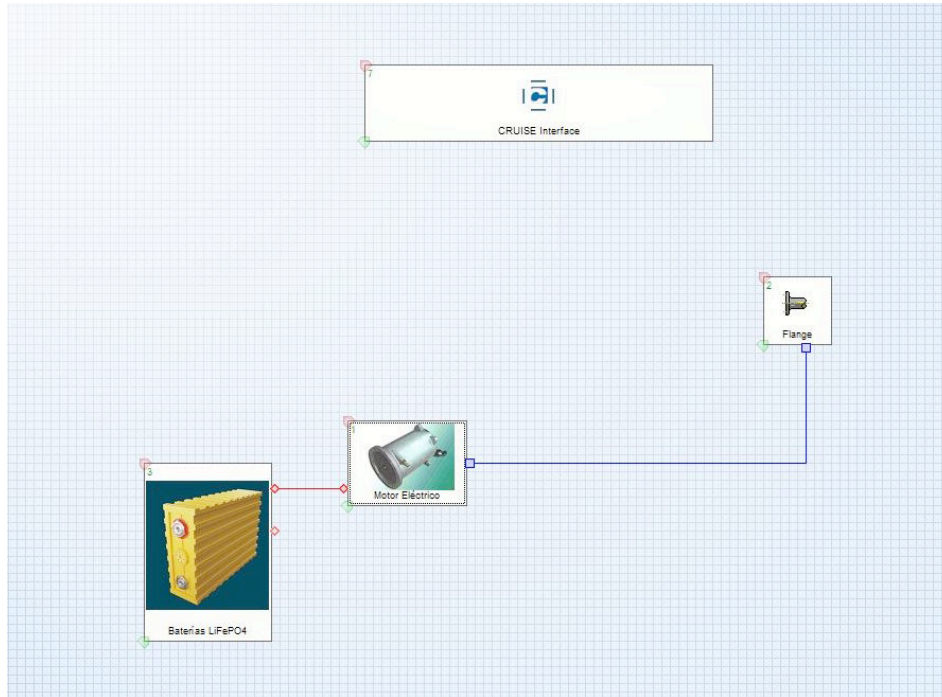 7
CRUISE Interface
2
Flange
1
Motor Eléctrico
3
Baterías LiFePO4